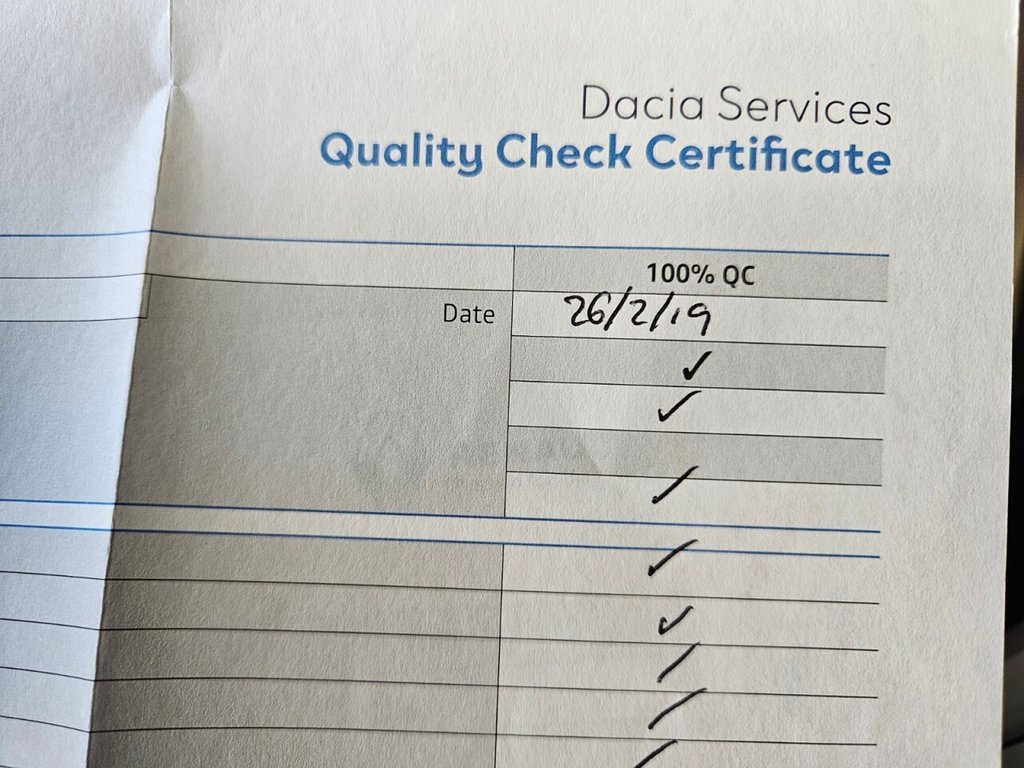 Dacia Services
Quality Check Certificate
100% QC
Date 26/2/19
✓
✓
✓
✓
✓